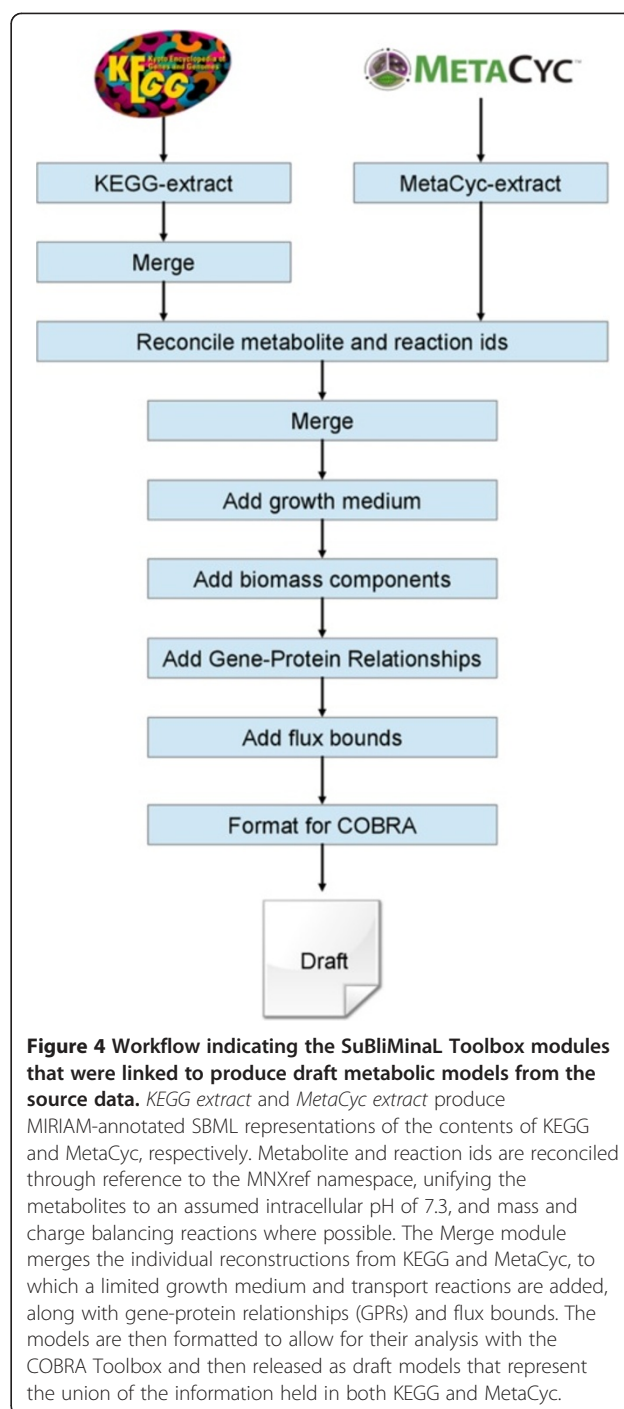 Kyoto Encyclopedia of
Genes and Genomes
KEGG
METACYC™
KEGG-extract
MetaCyc-extract
Merge
Reconcile metabolite and reaction ids
Merge
Add growth medium
Add biomass components
Add Gene-Protein Relationships
Add flux bounds
Format for COBRA
Draft
Figure 4 Workflow indicating the SuBliMinaL Toolbox modules
that were linked to produce draft metabolic models from the
source data. KEGG extract and MetaCyc extract produce
MIRIAM-annotated SBML representations of the contents of KEGG
and MetaCyc, respectively. Metabolite and reaction ids are reconciled
through reference to the MNXref namespace, unifying the
metabolites to an assumed intracellular pH of 7.3, and mass and
charge balancing reactions where possible. The Merge module
merges the individual reconstructions from KEGG and MetaCyc, to
which a limited growth medium and transport reactions are added,
along with gene-protein relationships (GPRs) and flux bounds. The
models are then formatted to allow for their analysis with the
COBRA Toolbox and then released as draft models that represent
the union of the information held in both KEGG and MetaCyc.